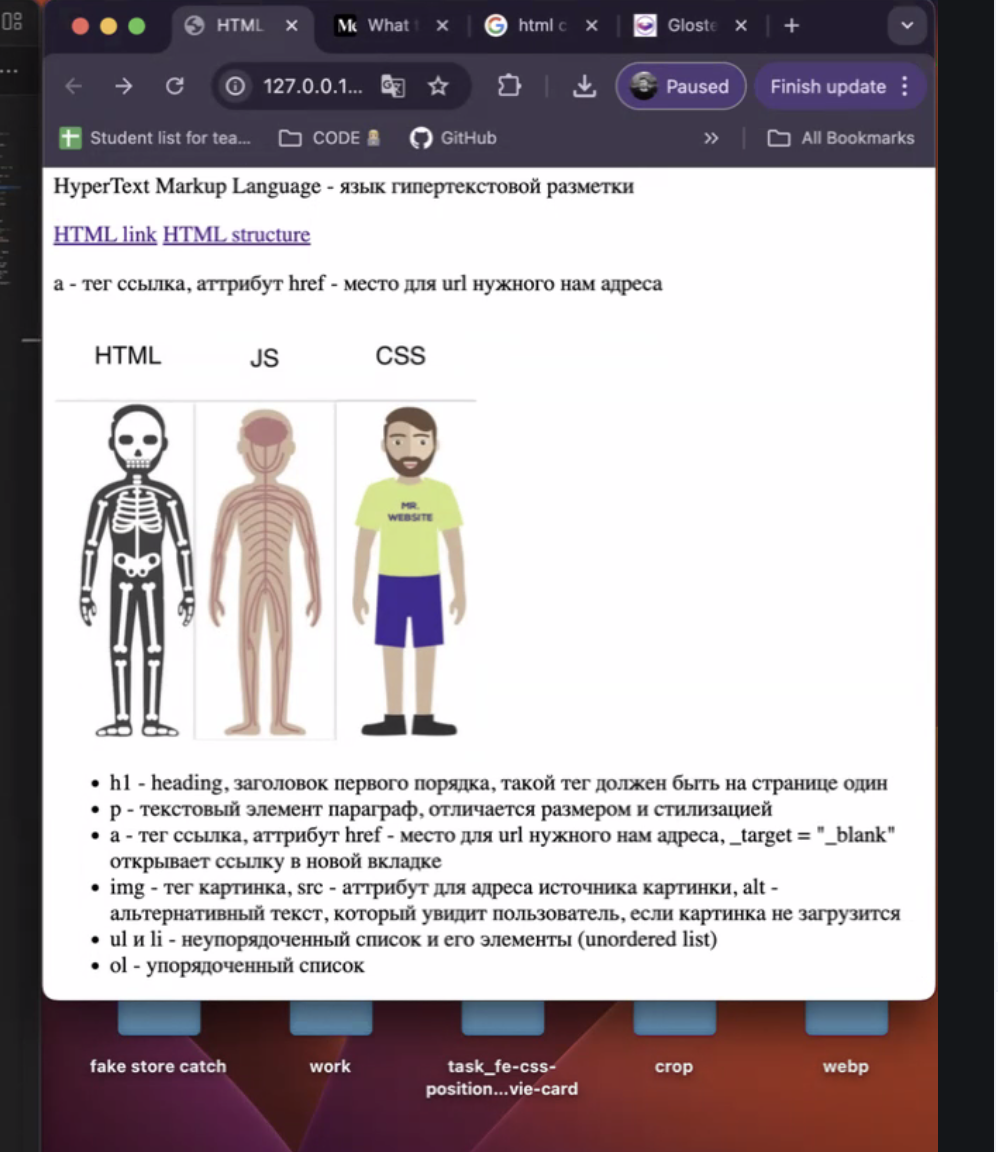 HTML
What
html c
Gloste
127.0.0.1...
Paused
Finish update
Student list for tea...
CODE
GitHub
All Bookmarks
HyperText Markup Language - язык гипертекстовой разметки
HTML link HTML structure
a - тег ссылка, аттрибут href - место для url нужного нам адреса
HTML JS CSS
MR.
WEBSITE
h1 - heading, заголовок первого порядка, такой тег должен быть на странице один
p - текстовый элемент параграф, отличается размером и стилизацией
a - тег ссылка, аттрибут href - место для url нужного нам адреса, _target = "_blank"
открывает ссылку в новой вкладке
img - тег картинка, src - аттрибут для адреса источника картинки, alt -
альтернативный текст, который увидит пользователь, если картинка не загрузится
ul и li - неупорядоченный список и его элементы (unordered list)
ol - упорядоченный список
fake store catch
work
task_fe-css-
position...vie-card
crop
webp